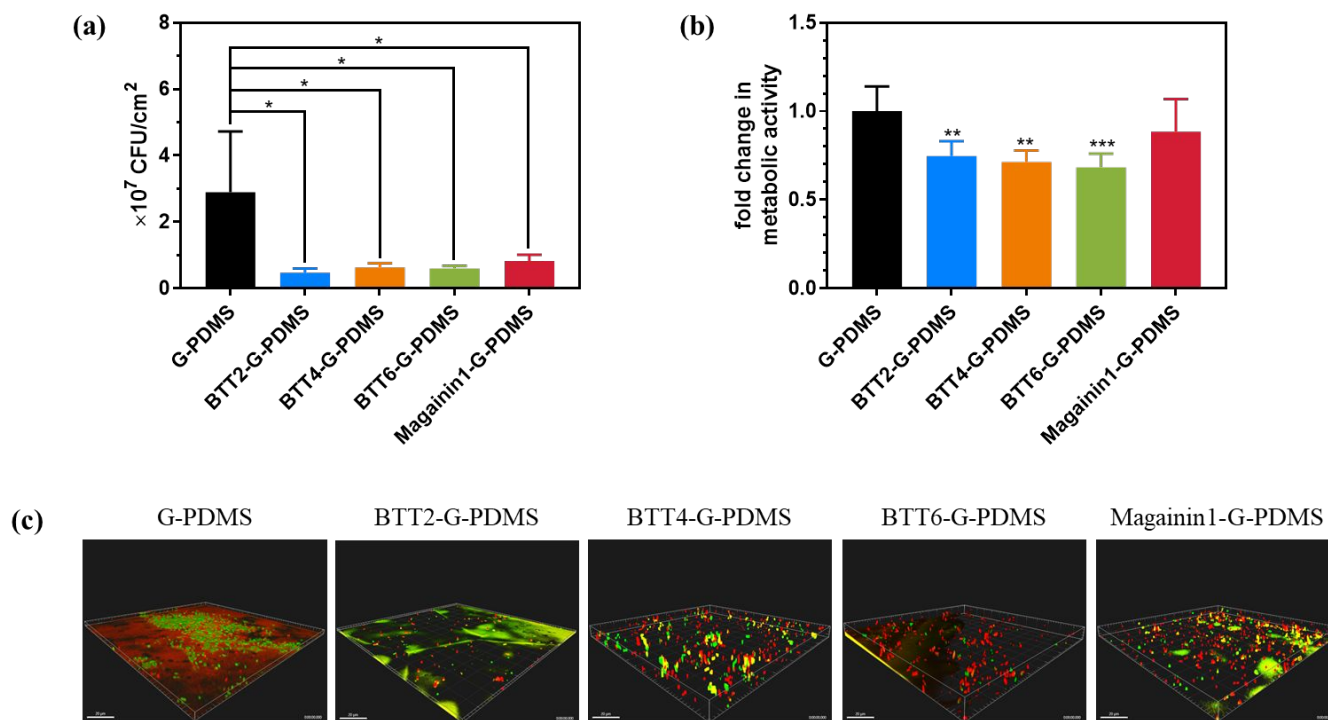 (a)
8
6
4
2
0
×10⁷ CFU/cm²
*
*
*
*
G-PDMS
BTT2-G-PDMS
BTT4-G-PDMS
BTT6-G-PDMS
Magainin1-G-PDMS
(b)
1.5
1.0
0.5
0.0
fold change in
metabolic activity
**
**
***
G-PDMS
BTT2-G-PDMS
BTT4-G-PDMS
BTT6-G-PDMS
Magainin1-G-PDMS
(c)
G-PDMS
BTT2-G-PDMS
BTT4-G-PDMS
BTT6-G-PDMS
Magainin1-G-PDMS